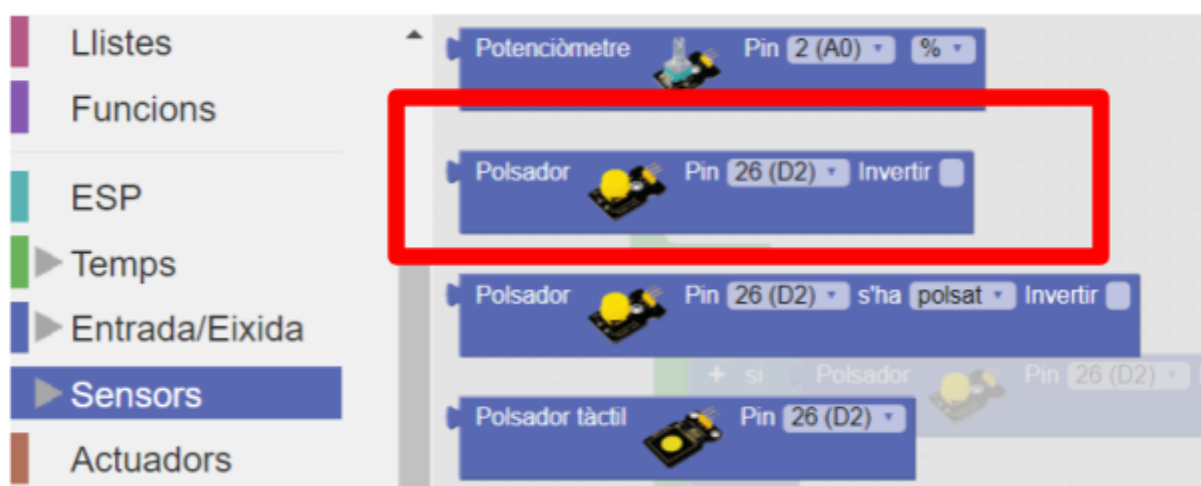 Llistes
Funcions
ESP
Temps
Entrada/Eixida
Sensors
Actuadors
Potenciòmetre Pin 2 (A0) %
Polsador Pin 26 (D2) Invertir
Polsador Pin 26 (D2) s'ha polsat Invertir
+ si Polsador Pin 26 (D2)
Polsador tàctil Pin 26 (D2)